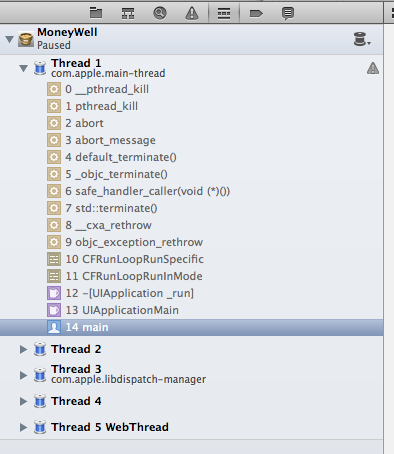 MoneyWell
Paused
Thread 1
com.apple.main-thread
0 __pthread_kill
1 pthread_kill
2 abort
3 abort_message
4 default_terminate()
5 _objc_terminate()
6 safe_handler_caller(void (*)())
7 std::terminate()
8 __cxa_rethrow
9 objc_exception_rethrow
10 CFRunLoopRunSpecific
11 CFRunLoopRunInMode
12 -[UIApplication _run]
13 UIApplicationMain
14 main
Thread 2
Thread 3
com.apple.libdispatch-manager
Thread 4
Thread 5 WebThread